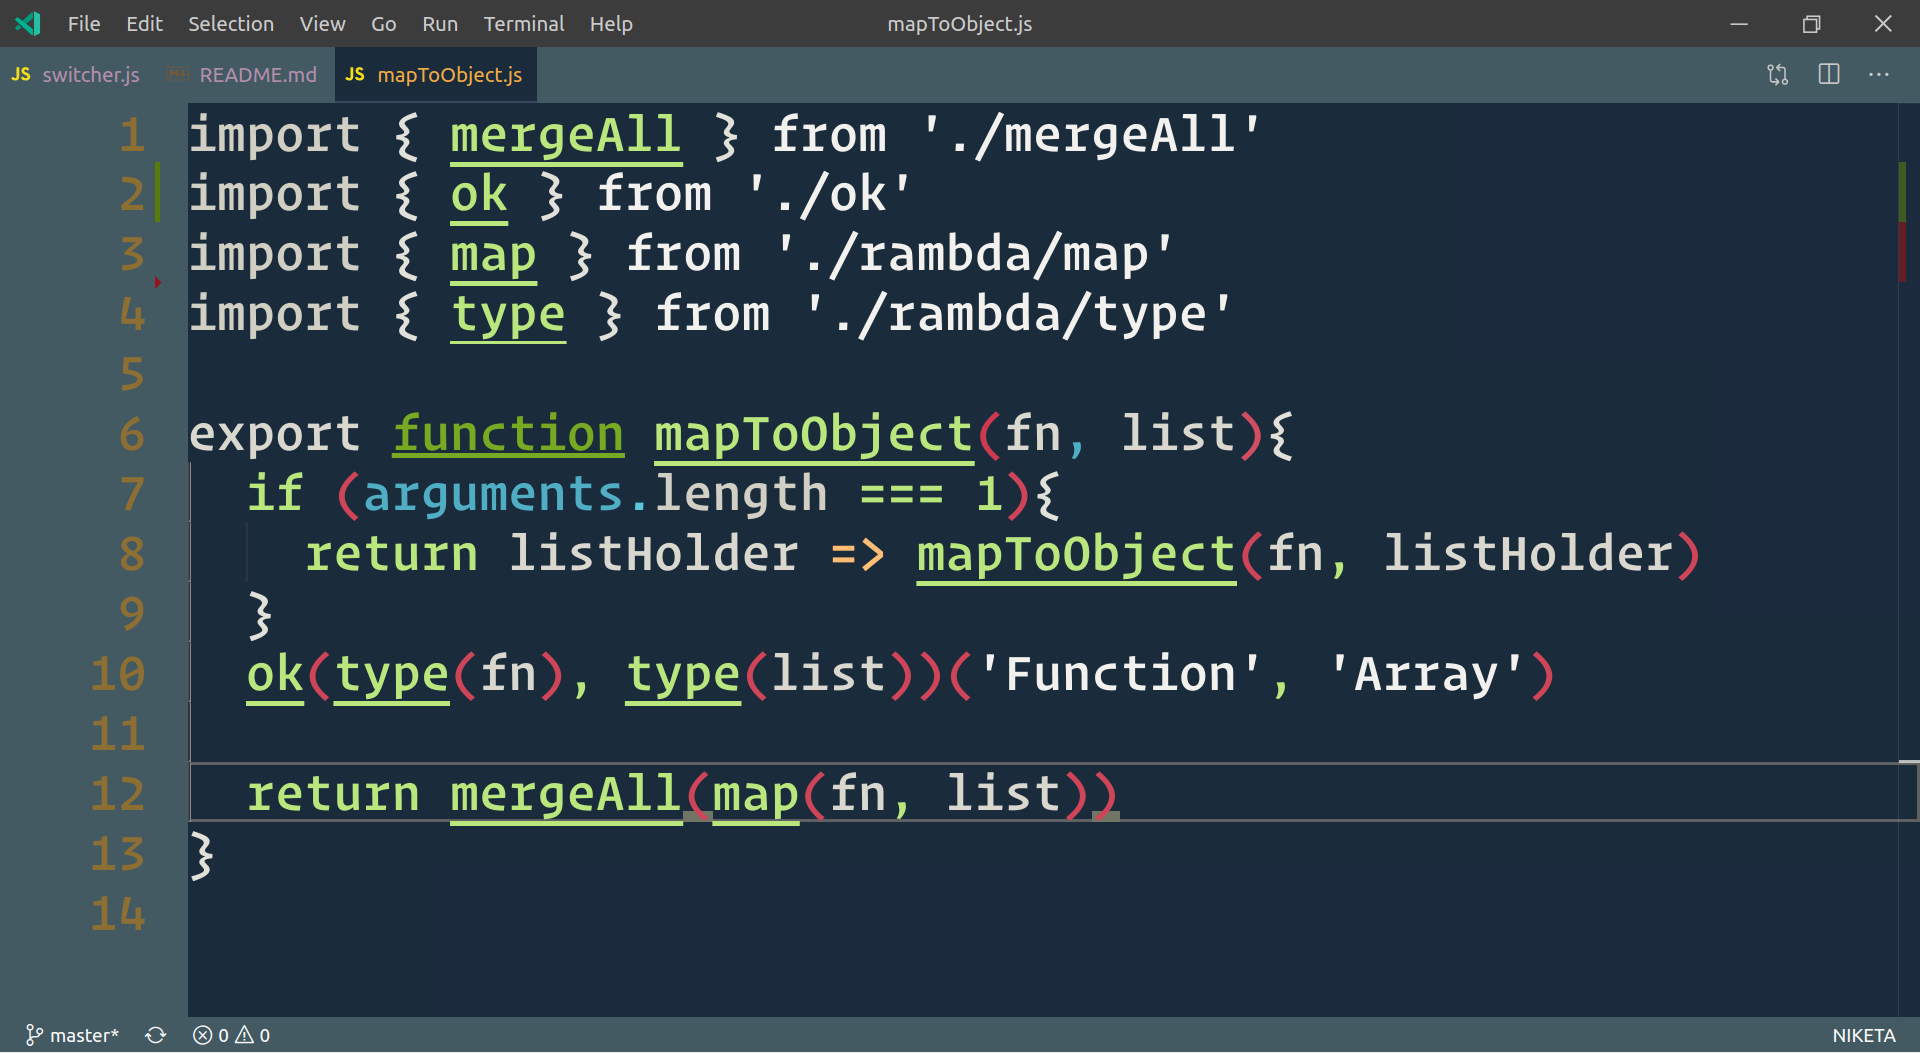 File Edit Selection View Go Run Terminal Help mapToObject.js
JS switcher.js README.md JS mapToObject.js
1 import { mergeAll } from './mergeAll'
2 import { ok } from './ok'
3 import { map } from './rambda/map'
4 import { type } from './rambda/type'
5
6 export function mapToObject(fn, list){
7 if (arguments.length === 1){
8 return listHolder => mapToObject(fn, listHolder)
9 }
10 ok(type(fn), type(list))('Function', 'Array')
11
12 return mergeAll(map(fn, list))
13 }
14
master* 0 0 NIKETA